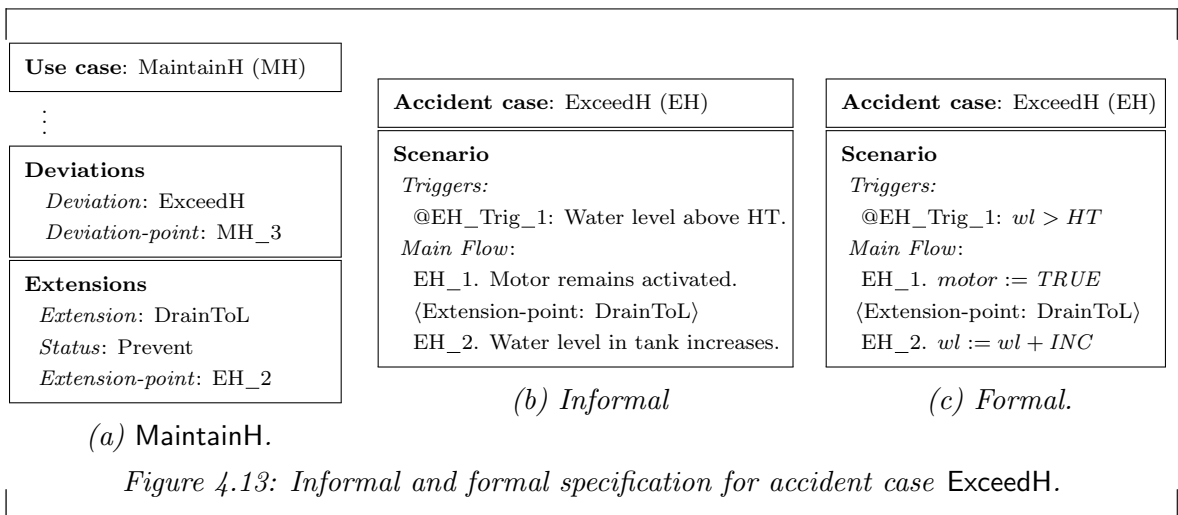 Use case: MaintainH (MH)
⋮
Deviations
Deviation: ExceedH
Deviation-point: MH_3
Extensions
Extension: DrainToL
Status: Prevent
Extension-point: EH_2
(a) MaintainH.
Accident case: ExceedH (EH)
Scenario
Triggers:
@EH_Trig_1: Water level above HT.
Main Flow:
EH_1. Motor remains activated.
⟨Extension-point: DrainToL⟩
EH_2. Water level in tank increases.
(b) Informal
Accident case: ExceedH (EH)
Scenario
Triggers:
@EH_Trig_1: wl > HT
Main Flow:
EH_1. motor := TRUE
⟨Extension-point: DrainToL⟩
EH_2. wl := wl + INC
(c) Formal.
Figure 4.13: Informal and formal specification for accident case ExceedH.